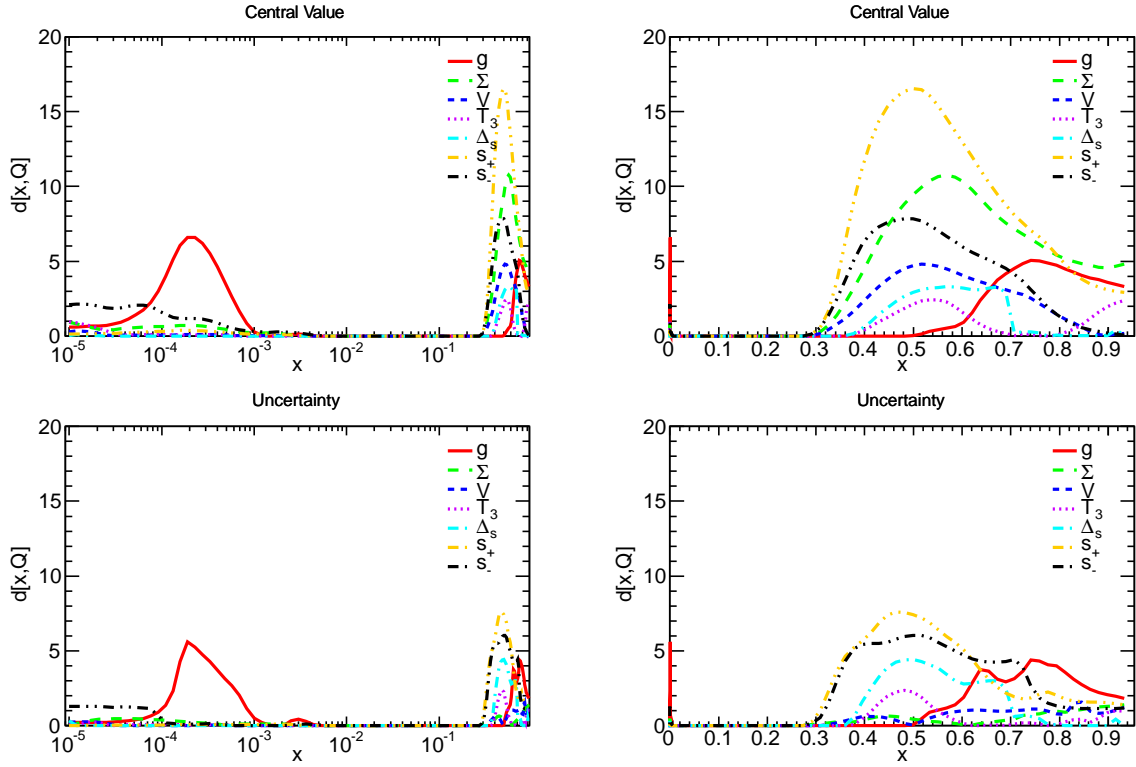 Central Value
20
15
10
5
0
d[x,Q]
g
Σ
V
T₃
Δₛ
s₊
s₋
10⁻⁵ 10⁻⁴ 10⁻³ 10⁻² 10⁻¹
x
Central Value
20
15
10
5
0
d[x,Q]
g
Σ
V
T₃
Δₛ
s₊
s₋
0 0.1 0.2 0.3 0.4 0.5 0.6 0.7 0.8 0.9
x
Uncertainty
20
15
10
5
0
d[x,Q]
g
Σ
V
T₃
Δₛ
s₊
s₋
10⁻⁵ 10⁻⁴ 10⁻³ 10⁻² 10⁻¹
x
Uncertainty
20
15
10
5
0
d[x,Q]
g
Σ
V
T₃
Δₛ
s₊
s₋
0 0.1 0.2 0.3 0.4 0.5 0.6 0.7 0.8 0.9
x